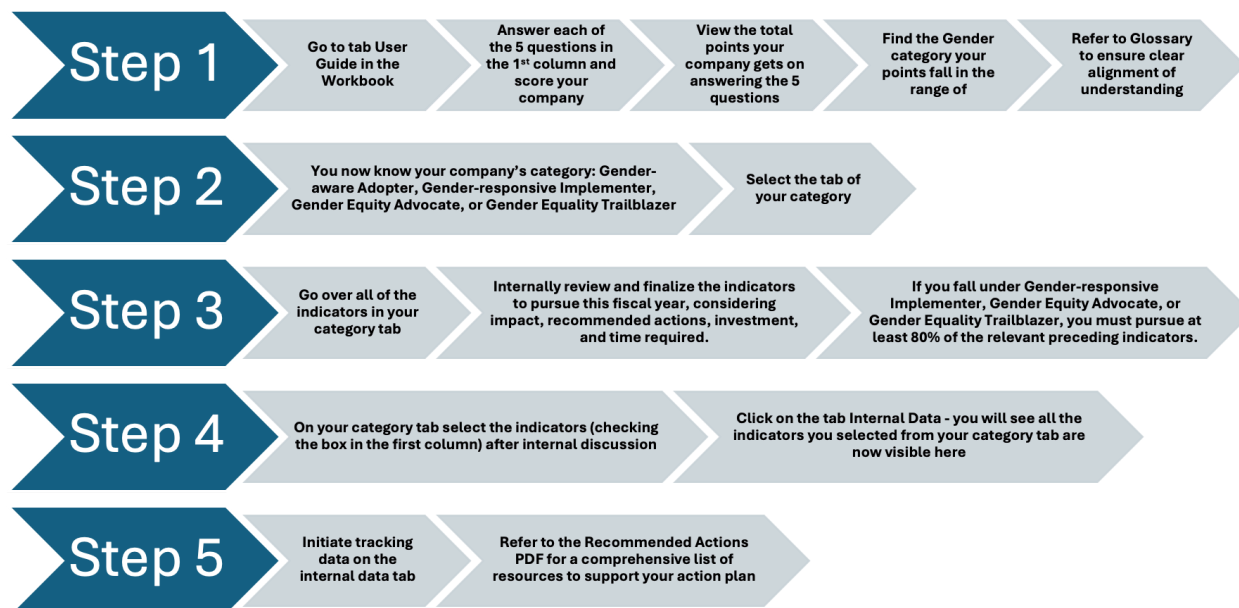 Step 1
Go to tab User
Guide in the
Workbook
Answer each of
the 5 questions in
the 1st column and
score your
company
View the total
points your
company gets on
answering the 5
questions
Find the Gender
category your
points fall in the
range of
Refer to Glossary
to ensure clear
alignment of
understanding
Step 2
You now know your company's category: Gender-
aware Adopter, Gender-responsive Implementer,
Gender Equity Advocate, or Gender Equality Trailblazer
Select the tab of
your category
Step 3
Go over all of the
indicators in your
category tab
Internally review and finalize the indicators
to pursue this fiscal year, considering
impact, recommended actions, investment,
and time required.
If you fall under Gender-responsive
Implementer, Gender Equity Advocate, or
Gender Equality Trailblazer, you must pursue at
least 80% of the relevant preceding indicators.
Step 4
On your category tab select the indicators (checking
the box in the first column) after internal discussion
Click on the tab Internal Data - you will see all the
indicators you selected from your category tab are
now visible here
Step 5
Initiate tracking
data on the
internal data tab
Refer to the Recommended Actions
PDF for a comprehensive list of
resources to support your action plan